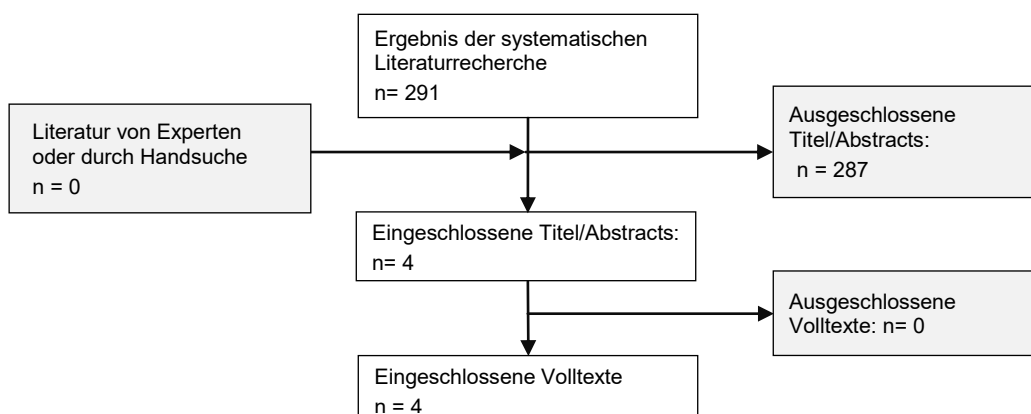 Ergebnis der systematischen
Literaturrecherche
n= 291
Literatur von Experten
oder durch Handsuche
n = 0
Ausgeschlossene
Titel/Abstracts:
n = 287
Eingeschlossene Titel/Abstracts:
n= 4
Ausgeschlossene
Volltexte: n= 0
Eingeschlossene Volltexte
n = 4